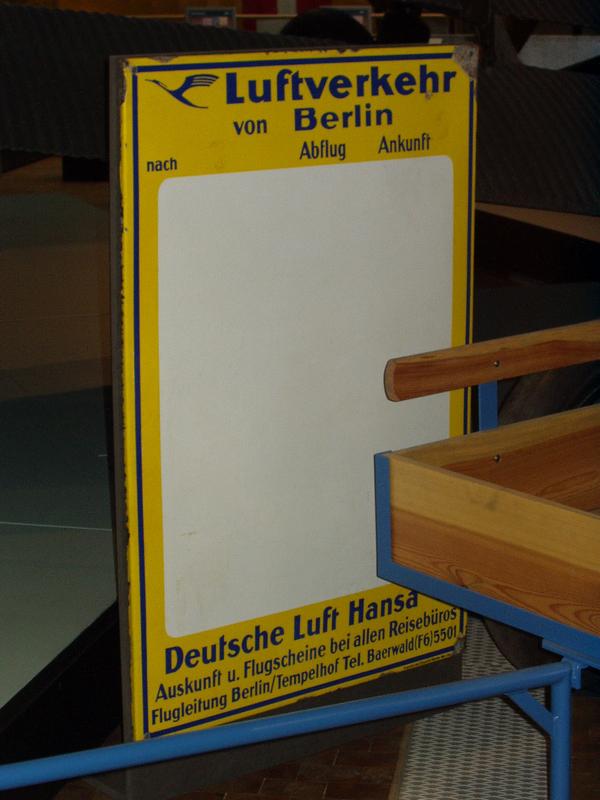 Luftverkehr
von Berlin
nach Abflug Ankunft
Deutsche Luft Hansa
Auskunft u. Flugscheine bei allen Reisebüros
Flugleitung Berlin/Tempelhof Tel. Baerwald(F6)5501